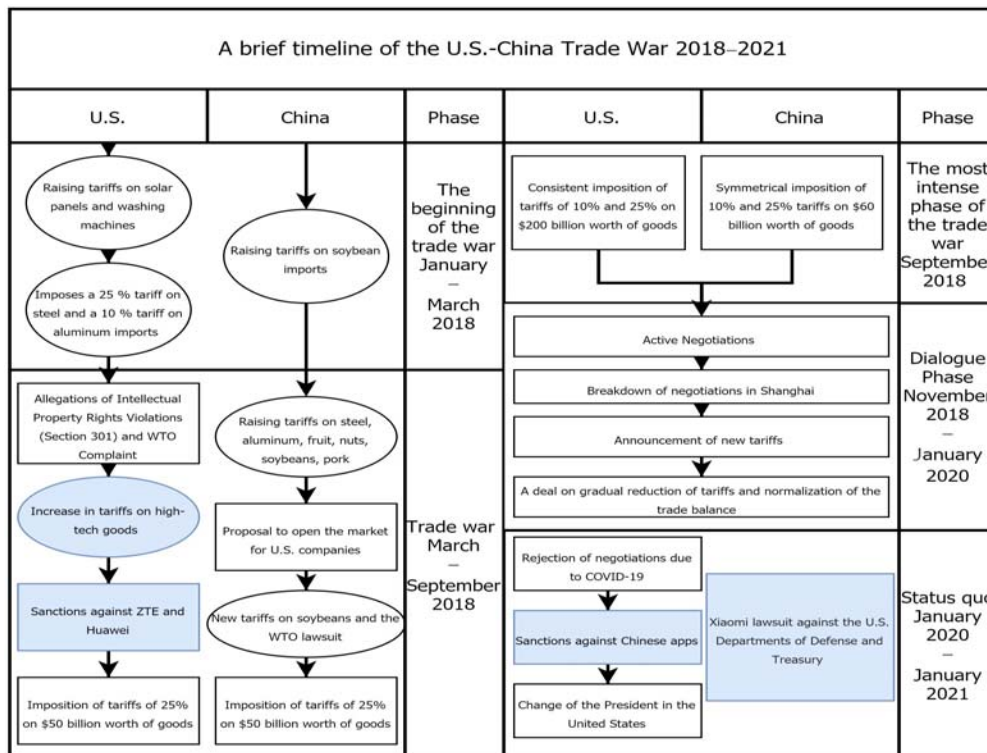 A brief timeline of the U.S.-China Trade War 2018–2021
U.S.
China
Phase
Raising tariffs on solar
panels and washing
machines
Imposes a 25 % tariff on
steel and a 10 % tariff on
aluminum imports
Raising tariffs on soybean
imports
The
beginning
of the
trade war
January
–
March
2018
Allegations of Intellectual
Property Rights Violations
(Section 301) and WTO
Complaint
Increase in tariffs on high-
tech goods
Sanctions against ZTE and
Huawei
Imposition of tariffs of 25%
on $50 billion worth of goods
Raising tariffs on steel,
aluminum, fruit, nuts,
soybeans, pork
Proposal to open the market
for U.S. companies
New tariffs on soybeans and the
WTO lawsuit
Imposition of tariffs of 25%
on $50 billion worth of goods
Trade war
March
–
September
2018
U.S.
China
Phase
Consistent imposition of
tariffs of 10% and 25% on
$200 billion worth of goods
Symmetrical imposition of
10% and 25% tariffs on $60
billion worth of goods
The most
intense
phase of
the trade
war
September
2018
Active Negotiations
Breakdown of negotiations in Shanghai
Announcement of new tariffs
A deal on gradual reduction of tariffs and normalization of the
trade balance
Dialogue
Phase
November
2018
–
January
2020
Rejection of negotiations due
to COVID-19
Sanctions against Chinese apps
Change of the President in the
United States
Xiaomi lawsuit against the U.S.
Departments of Defense and
Treasury
Status quo
January
2020
–
January
2021